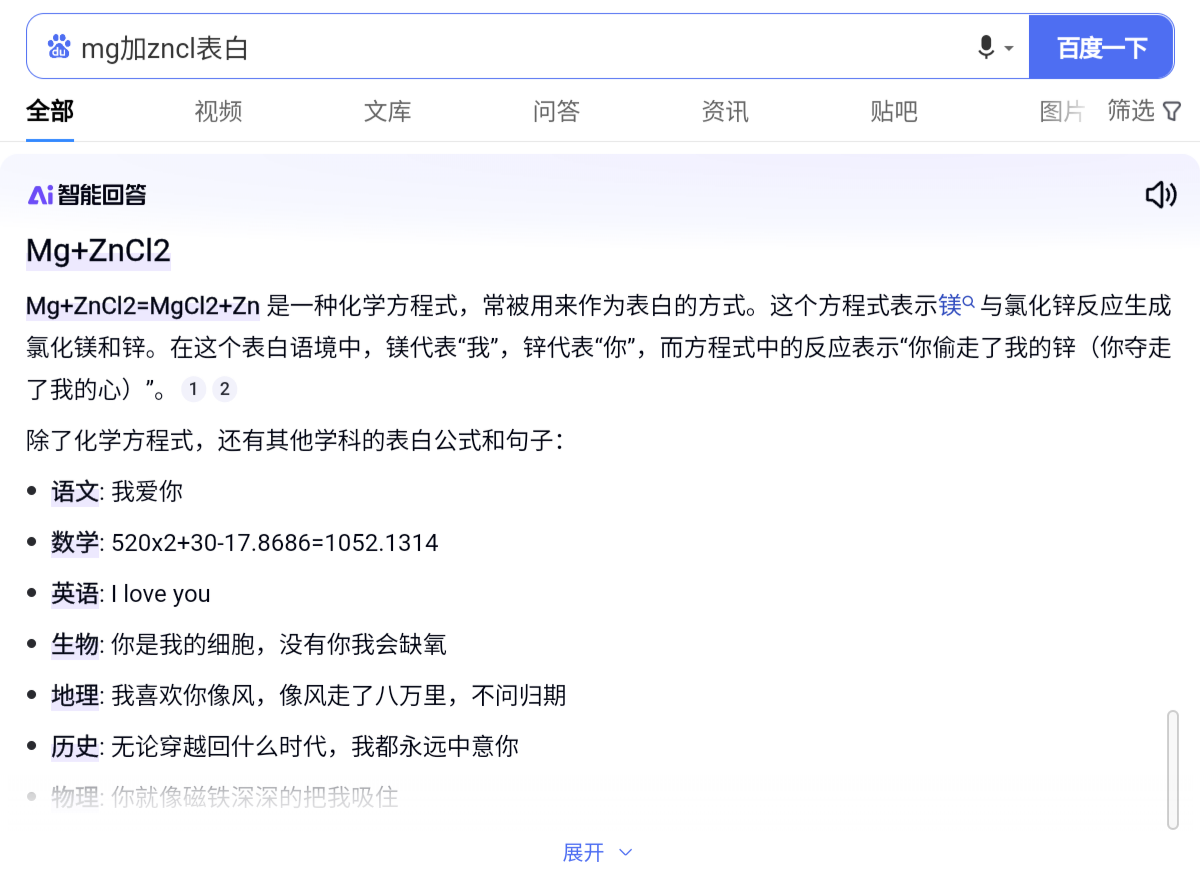 du mg加zncl表白 百度一下
全部 视频 文库 问答 资讯 贴吧 图片 筛选
Ai智能回答
Mg+ZnCl2
Mg+ZnCl2=MgCl2+Zn 是一种化学方程式，常被用来作为表白的方式。这个方程式表示镁 与氯化锌反应生成
氯化镁和锌。在这个表白语境中，镁代表“我”，锌代表“你”，而方程式中的反应表示“你偷走了我的锌（你夺走
了我的心）”。 1 2
除了化学方程式，还有其他学科的表白公式和句子：
• 语文: 我爱你
• 数学: 520x2+30-17.8686=1052.1314
• 英语: I love you
• 生物: 你是我的细胞，没有你我会缺氧
• 地理: 我喜欢你像风，像风走了八万里，不问归期
• 历史: 无论穿越回什么时代，我都永远中意你
• 物理: 你就像磁铁深深的把我吸住
展开